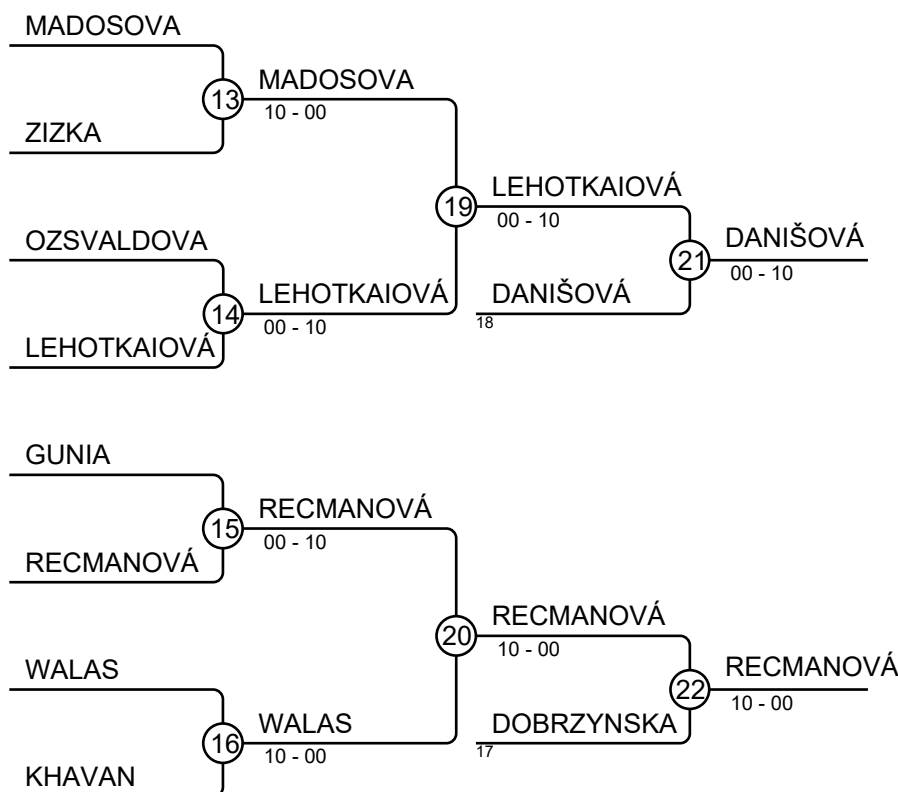 MADOSOVA
13
MADOSOVA
10 - 00
ZIZKA
19
LEHOTKAIOVÁ
00 - 10
OZSVALDOVA
21
DANIŠOVÁ
00 - 10
14
LEHOTKAIOVÁ
00 - 10
DANIŠOVÁ
18
LEHOTKAIOVÁ
GUNIA
15
RECMANOVÁ
00 - 10
RECMANOVÁ
20
RECMANOVÁ
10 - 00
WALAS
22
RECMANOVÁ
10 - 00
16
WALAS
10 - 00
DOBRZYNSKA
17
KHAVAN